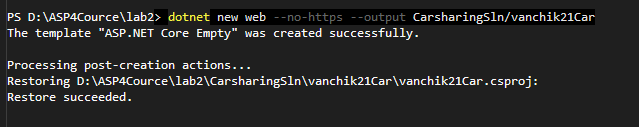 PS D:\ASP4Cource\lab2> dotnet new web --no-https --output CarsharingSln/vanchik21Car
The template "ASP.NET Core Empty" was created successfully.
Processing post-creation actions...
Restoring D:\ASP4Cource\lab2\CarsharingSln\vanchik21Car\vanchik21Car.csproj:
Restore succeeded.